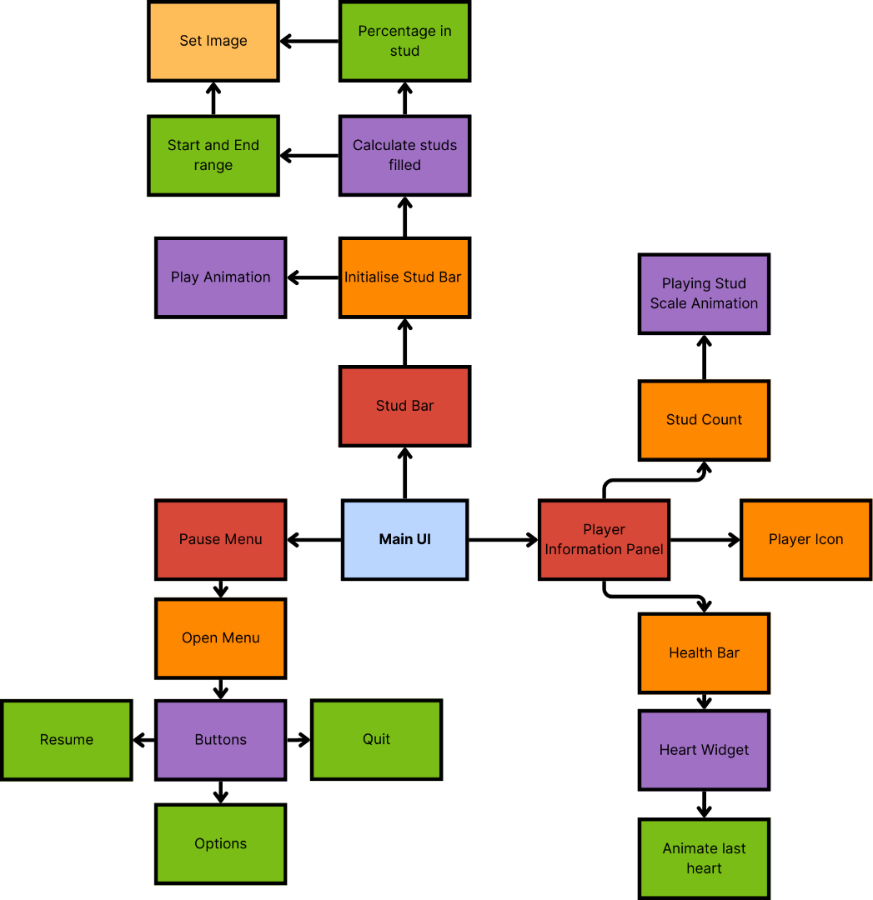 Set Image
Percentage in
stud
Start and End
range
Calculate studs
filled
Play Animation
Initialise Stud Bar
Playing Stud
Scale Animation
Stud Bar
Stud Count
Pause Menu
Main UI
Player
Information Panel
Player Icon
Open Menu
Health Bar
Resume
Buttons
Quit
Heart Widget
Options
Animate last
heart